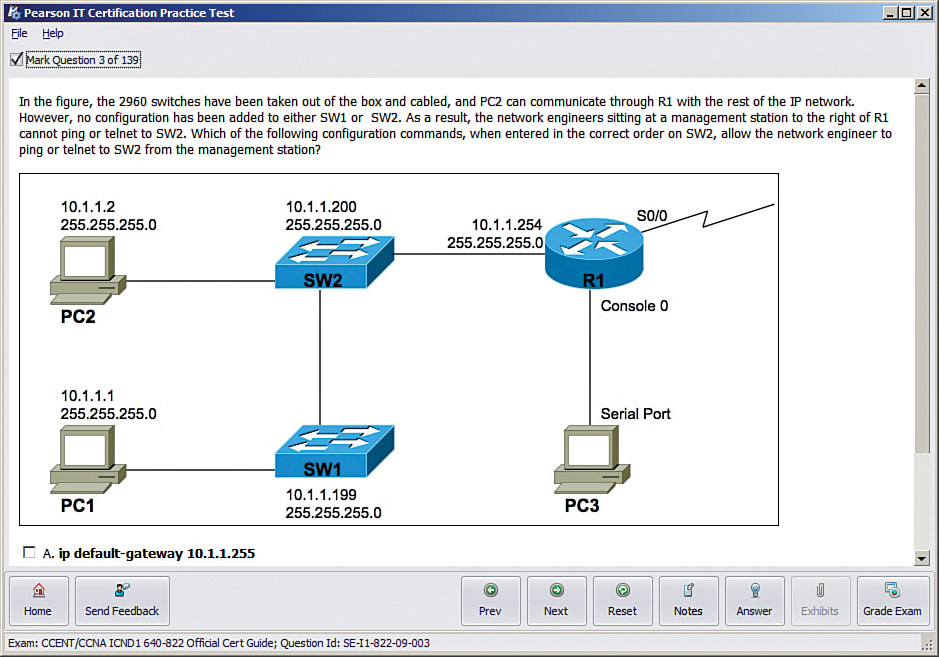 Pearson IT Certification Practice Test
File Help
Mark Question 3 of 139
In the figure, the 2960 switches have been taken out of the box and cabled, and PC2 can communicate through R1 with the rest of the IP network.
However, no configuration has been added to either SW1 or SW2. As a result, the network engineers sitting at a management station to the right of R1
cannot ping or telnet to SW2. Which of the following configuration commands, when entered in the correct order on SW2, allow the network engineer to
ping or telnet to SW2 from the management station?
10.1.1.2
255.255.255.0
PC2
10.1.1.200
255.255.255.0
SW2
10.1.1.254
255.255.255.0
S0/0
R1
Console 0
10.1.1.1
255.255.255.0
PC1
SW1
10.1.1.199
255.255.255.0
Serial Port
PC3
A. ip default-gateway 10.1.1.255
Home Send Feedback Prev Next Reset Notes Answer Exhibits Grade Exam
Exam: CCENT/CCNA ICND1 640-822 Official Cert Guide; Question Id: SE-I1-822-09-003